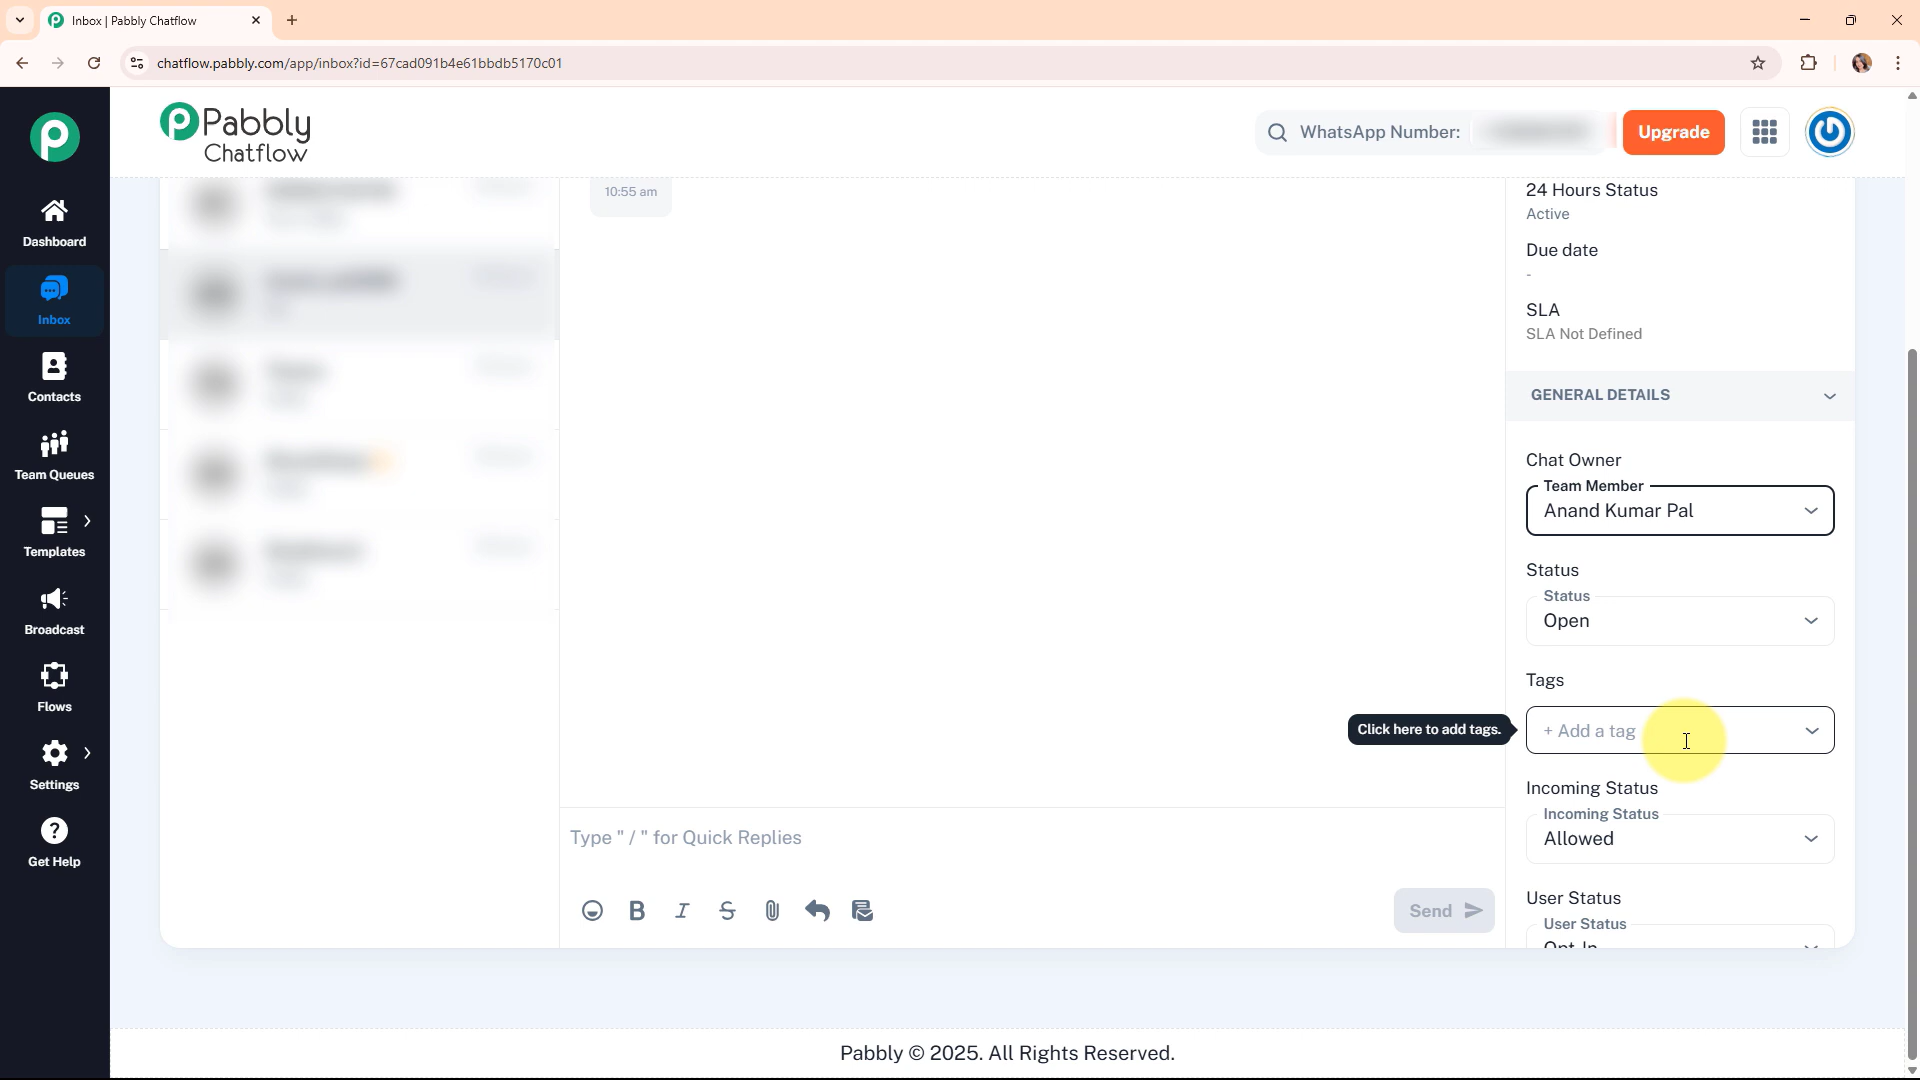 Inbox | Pabbly Chatflow
chatflow.pabbly.com/app/inbox?id=67cad091b4e61bbdb5170c01
Pabbly
Chatflow
WhatsApp Number:
Upgrade
Dashboard
Inbox
Contacts
Team Queues
Templates
Broadcast
Flows
Settings
Get Help
10:55 am
Type " / " for Quick Replies
Send
24 Hours Status
Active
Due date
-
SLA
SLA Not Defined
GENERAL DETAILS
Chat Owner
Team Member
Anand Kumar Pal
Status
Status
Open
Tags
Click here to add tags.
+ Add a tag
Incoming Status
Incoming Status
Allowed
User Status
User Status
Opt-In
Pabbly © 2025. All Rights Reserved.